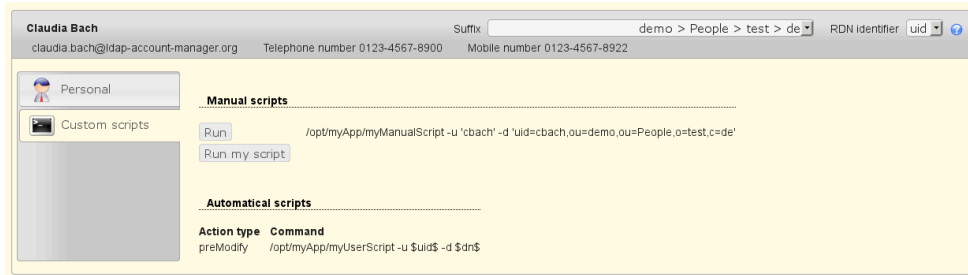 Claudia Bach Suffix demo > People > test > de RDN identifier uid
claudia.bach@ldap-account-manager.org Telephone number 0123-4567-8900 Mobile number 0123-4567-8922
Personal
Custom scripts
Manual scripts
Run /opt/myApp/myManualScript -u 'cbach' -d 'uid=cbach,ou=demo,ou=People,o=test,c=de'
Run my script
Automatical scripts
Action type Command
preModify /opt/myApp/myUserScript -u $uid$ -d $dn$